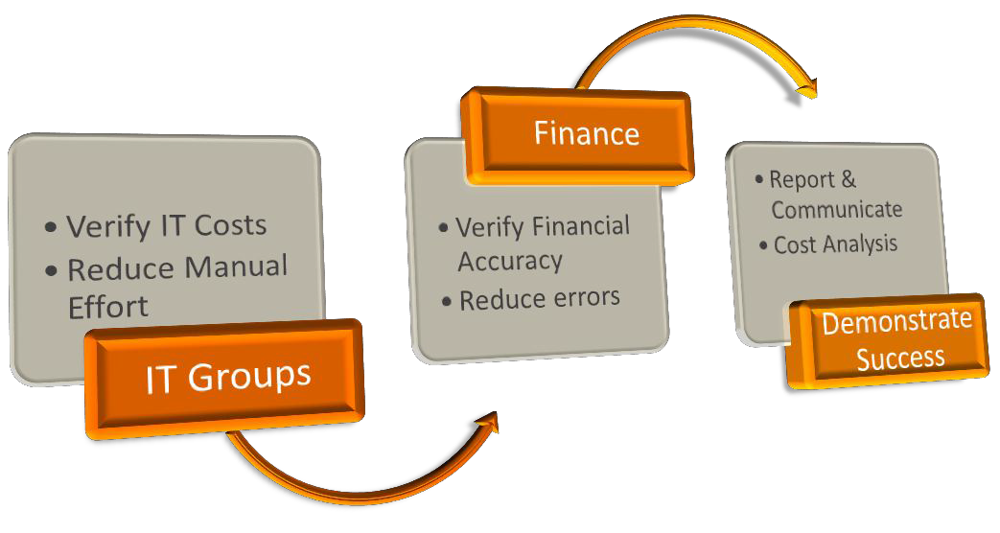 • Verify IT Costs
• Reduce Manual
Effort
IT Groups
Finance
• Verify Financial
Accuracy
• Reduce errors
• Report &
Communicate
• Cost Analysis
Demonstrate
Success